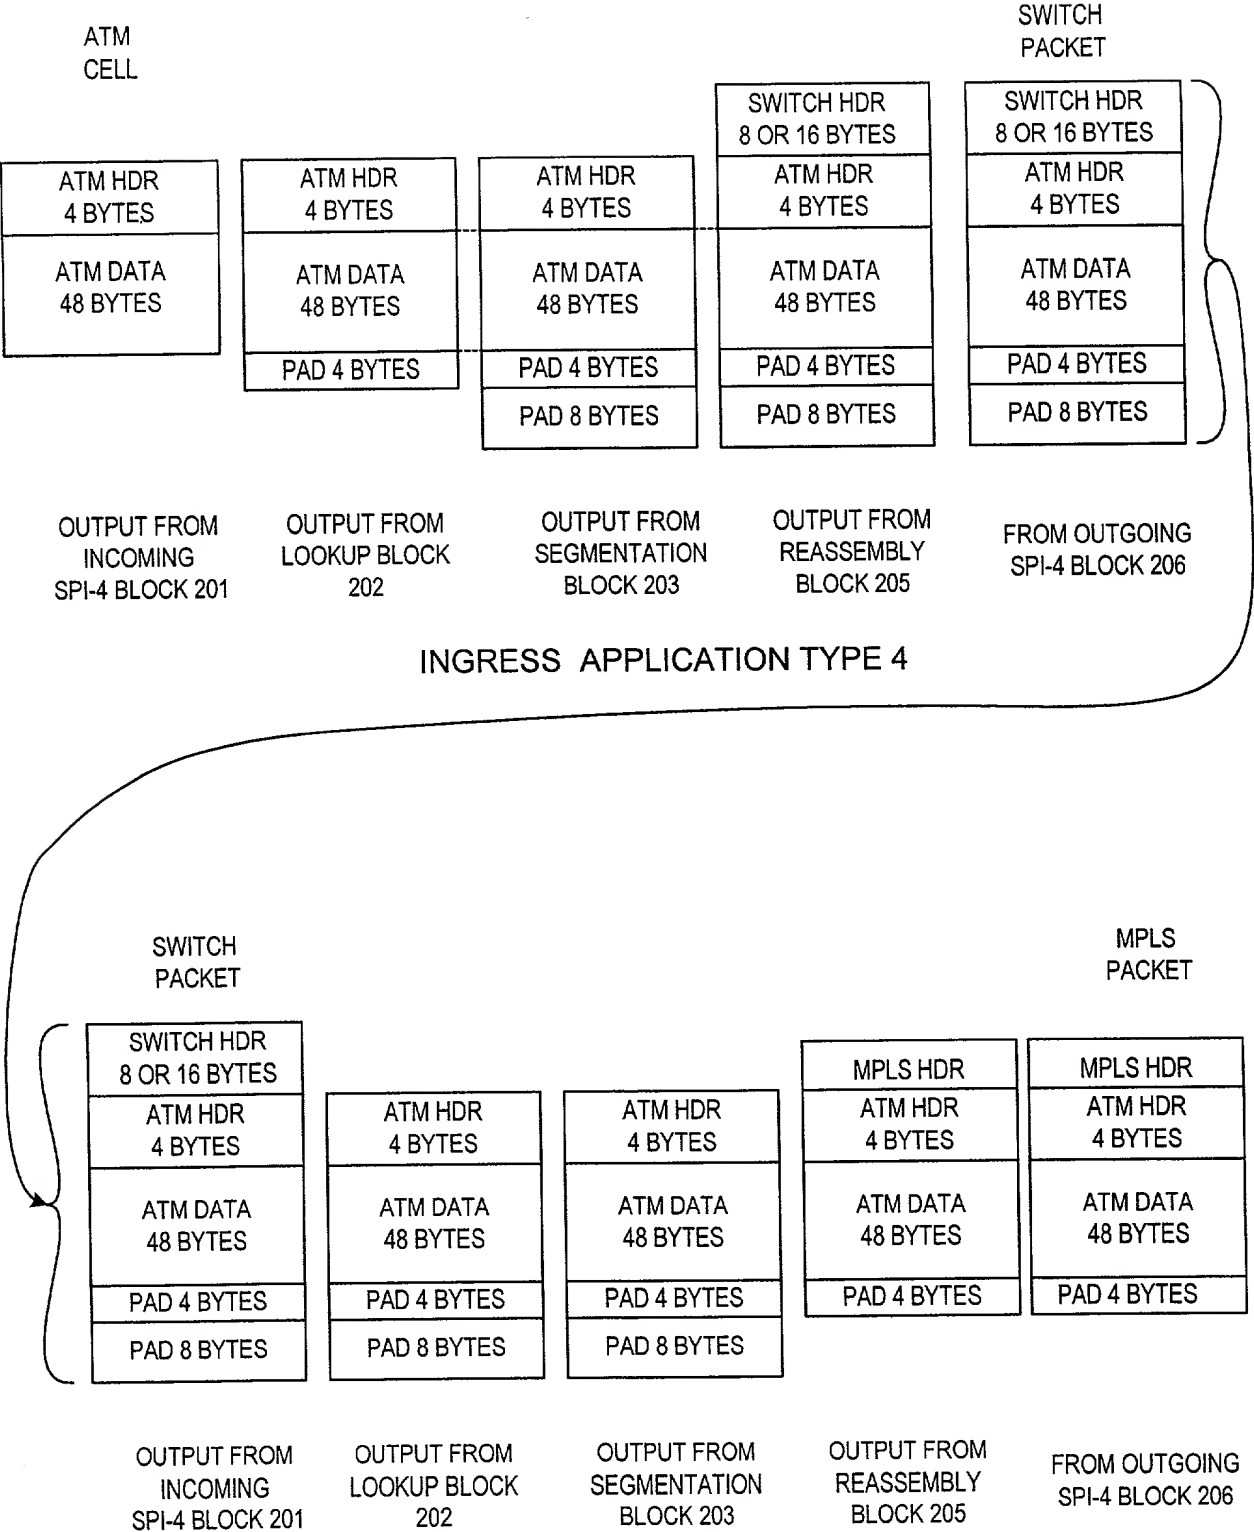 ATM
CELL
SWITCH
PACKET
ATM HDR
4 BYTES
ATM DATA
48 BYTES
ATM HDR
4 BYTES
ATM DATA
48 BYTES
PAD 4 BYTES
ATM HDR
4 BYTES
ATM DATA
48 BYTES
PAD 4 BYTES
PAD 8 BYTES
SWITCH HDR
8 OR 16 BYTES
ATM HDR
4 BYTES
ATM DATA
48 BYTES
PAD 4 BYTES
PAD 8 BYTES
SWITCH HDR
8 OR 16 BYTES
ATM HDR
4 BYTES
ATM DATA
48 BYTES
PAD 4 BYTES
PAD 8 BYTES
OUTPUT FROM
INCOMING
SPI-4 BLOCK 201
OUTPUT FROM
LOOKUP BLOCK
202
OUTPUT FROM
SEGMENTATION
BLOCK 203
OUTPUT FROM
REASSEMBLY
BLOCK 205
FROM OUTGOING
SPI-4 BLOCK 206
INGRESS APPLICATION TYPE 4
SWITCH
PACKET
MPLS
PACKET
SWITCH HDR
8 OR 16 BYTES
ATM HDR
4 BYTES
ATM DATA
48 BYTES
PAD 4 BYTES
PAD 8 BYTES
ATM HDR
4 BYTES
ATM DATA
48 BYTES
PAD 4 BYTES
PAD 8 BYTES
ATM HDR
4 BYTES
ATM DATA
48 BYTES
PAD 4 BYTES
PAD 8 BYTES
MPLS HDR
ATM HDR
4 BYTES
ATM DATA
48 BYTES
PAD 4 BYTES
MPLS HDR
ATM HDR
4 BYTES
ATM DATA
48 BYTES
PAD 4 BYTES
OUTPUT FROM
INCOMING
SPI-4 BLOCK 201
OUTPUT FROM
LOOKUP BLOCK
202
OUTPUT FROM
SEGMENTATION
BLOCK 203
OUTPUT FROM
REASSEMBLY
BLOCK 205
FROM OUTGOING
SPI-4 BLOCK 206